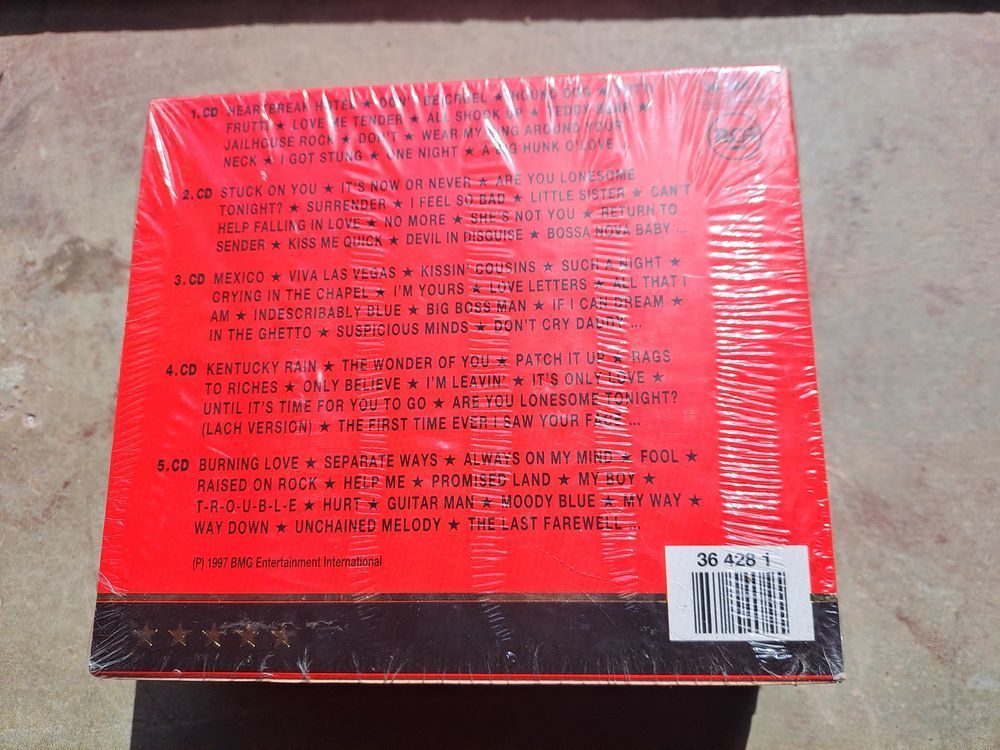 1.CD HEARTBREAK HOTEL ★ DON'T BE CRUEL ★ HOUND DOG ★ TUTTI
FRUTTI ★ LOVE ME TENDER ★ ALL SHOOK UP ★ TEDDY BEAR ★
JAILHOUSE ROCK ★ DON'T ★ WEAR MY RING AROUND YOUR
NECK ★ I GOT STUNG ★ ONE NIGHT ★ A BIG HUNK O'LOVE ...
RCA
2.CD STUCK ON YOU ★ IT'S NOW OR NEVER ★ ARE YOU LONESOME
TONIGHT? ★ SURRENDER ★ I FEEL SO BAD ★ LITTLE SISTER ★ CAN'T
HELP FALLING IN LOVE ★ NO MORE ★ SHE'S NOT YOU ★ RETURN TO
SENDER ★ KISS ME QUICK ★ DEVIL IN DISGUISE ★ BOSSA NOVA BABY ...
3.CD MEXICO ★ VIVA LAS VEGAS ★ KISSIN' COUSINS ★ SUCH A NIGHT ★
CRYING IN THE CHAPEL ★ I'M YOURS ★ LOVE LETTERS ★ ALL THAT I
AM ★ INDESCRIBABLY BLUE ★ BIG BOSS MAN ★ IF I CAN DREAM ★
IN THE GHETTO ★ SUSPICIOUS MINDS ★ DON'T CRY DADDY ...
4.CD KENTUCKY RAIN ★ THE WONDER OF YOU ★ PATCH IT UP ★ RAGS
TO RICHES ★ ONLY BELIEVE ★ I'M LEAVIN' ★ IT'S ONLY LOVE ★
UNTIL IT'S TIME FOR YOU TO GO ★ ARE YOU LONESOME TONIGHT?
(LACH VERSION) ★ THE FIRST TIME EVER I SAW YOUR FACE ...
5.CD BURNING LOVE ★ SEPARATE WAYS ★ ALWAYS ON MY MIND ★ FOOL ★
RAISED ON ROCK ★ HELP ME ★ PROMISED LAND ★ MY BOY ★
T-R-O-U-B-L-E ★ HURT ★ GUITAR MAN ★ MOODY BLUE ★ MY WAY ★
WAY DOWN ★ UNCHAINED MELODY ★ THE LAST FAREWELL ...
(P) 1997 BMG Entertainment International
36 428 1